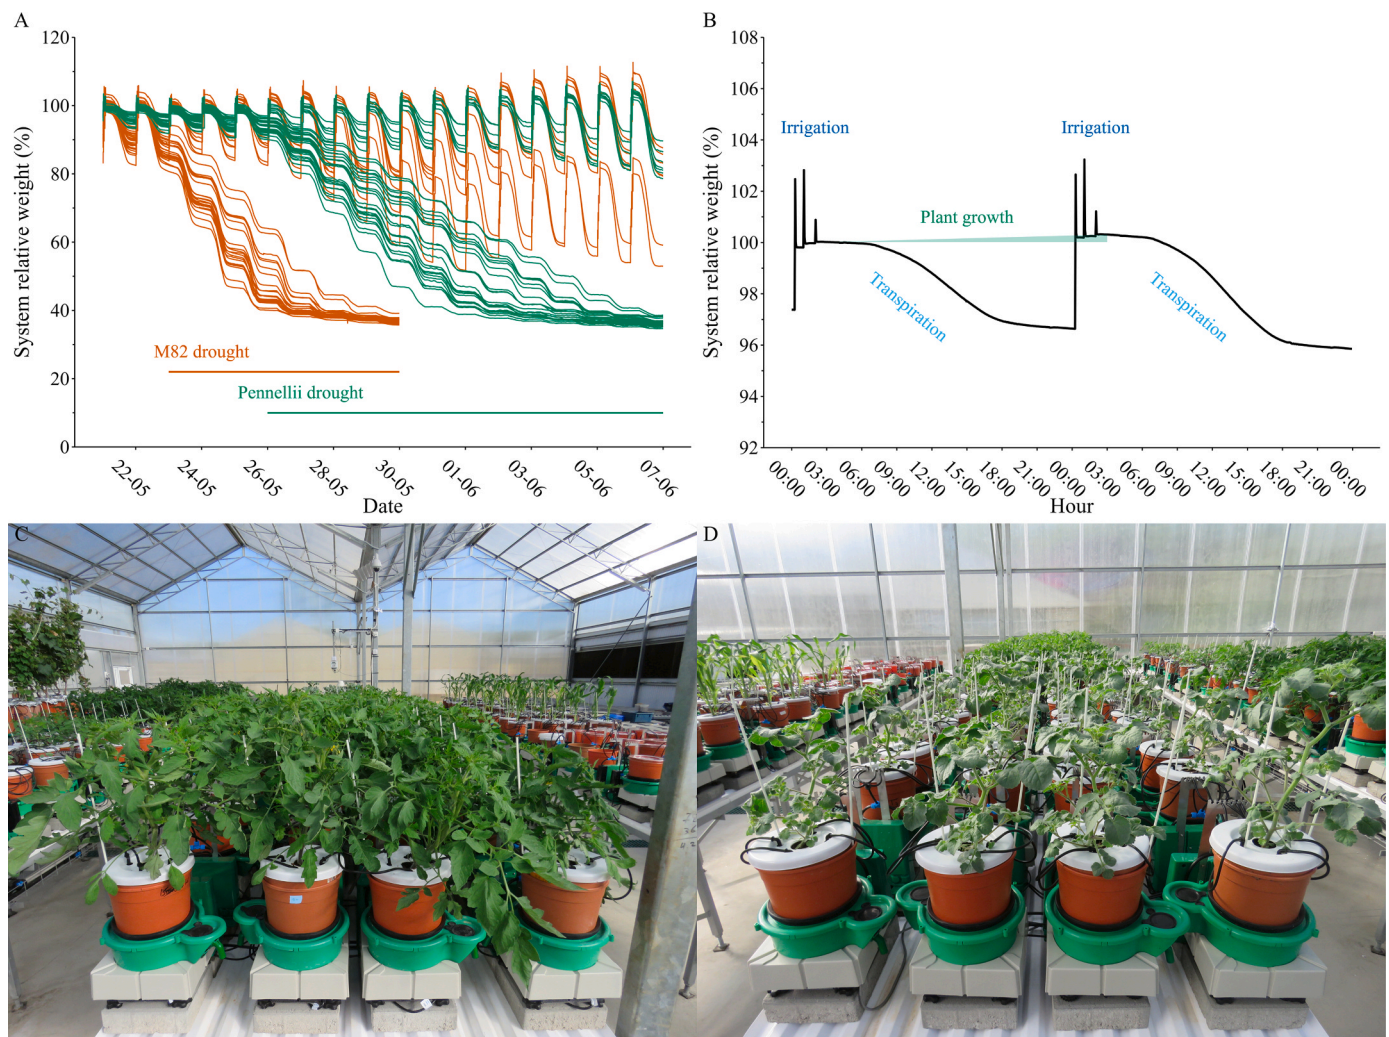 A
120
100
80
60
40
20
0
System relative weight (%)
M82 drought
Pennellii drought
22-05
24-05
26-05
28-05
30-05
01-06
03-06
05-06
07-06
Date
B
108
106
104
102
100
98
96
94
92
System relative weight (%)
Irrigation
Irrigation
Plant growth
Transpiration
Transpiration
00:00
03:00
06:00
09:00
12:00
15:00
18:00
21:00
00:00
03:00
06:00
09:00
12:00
15:00
18:00
21:00
00:00
Hour
C
D